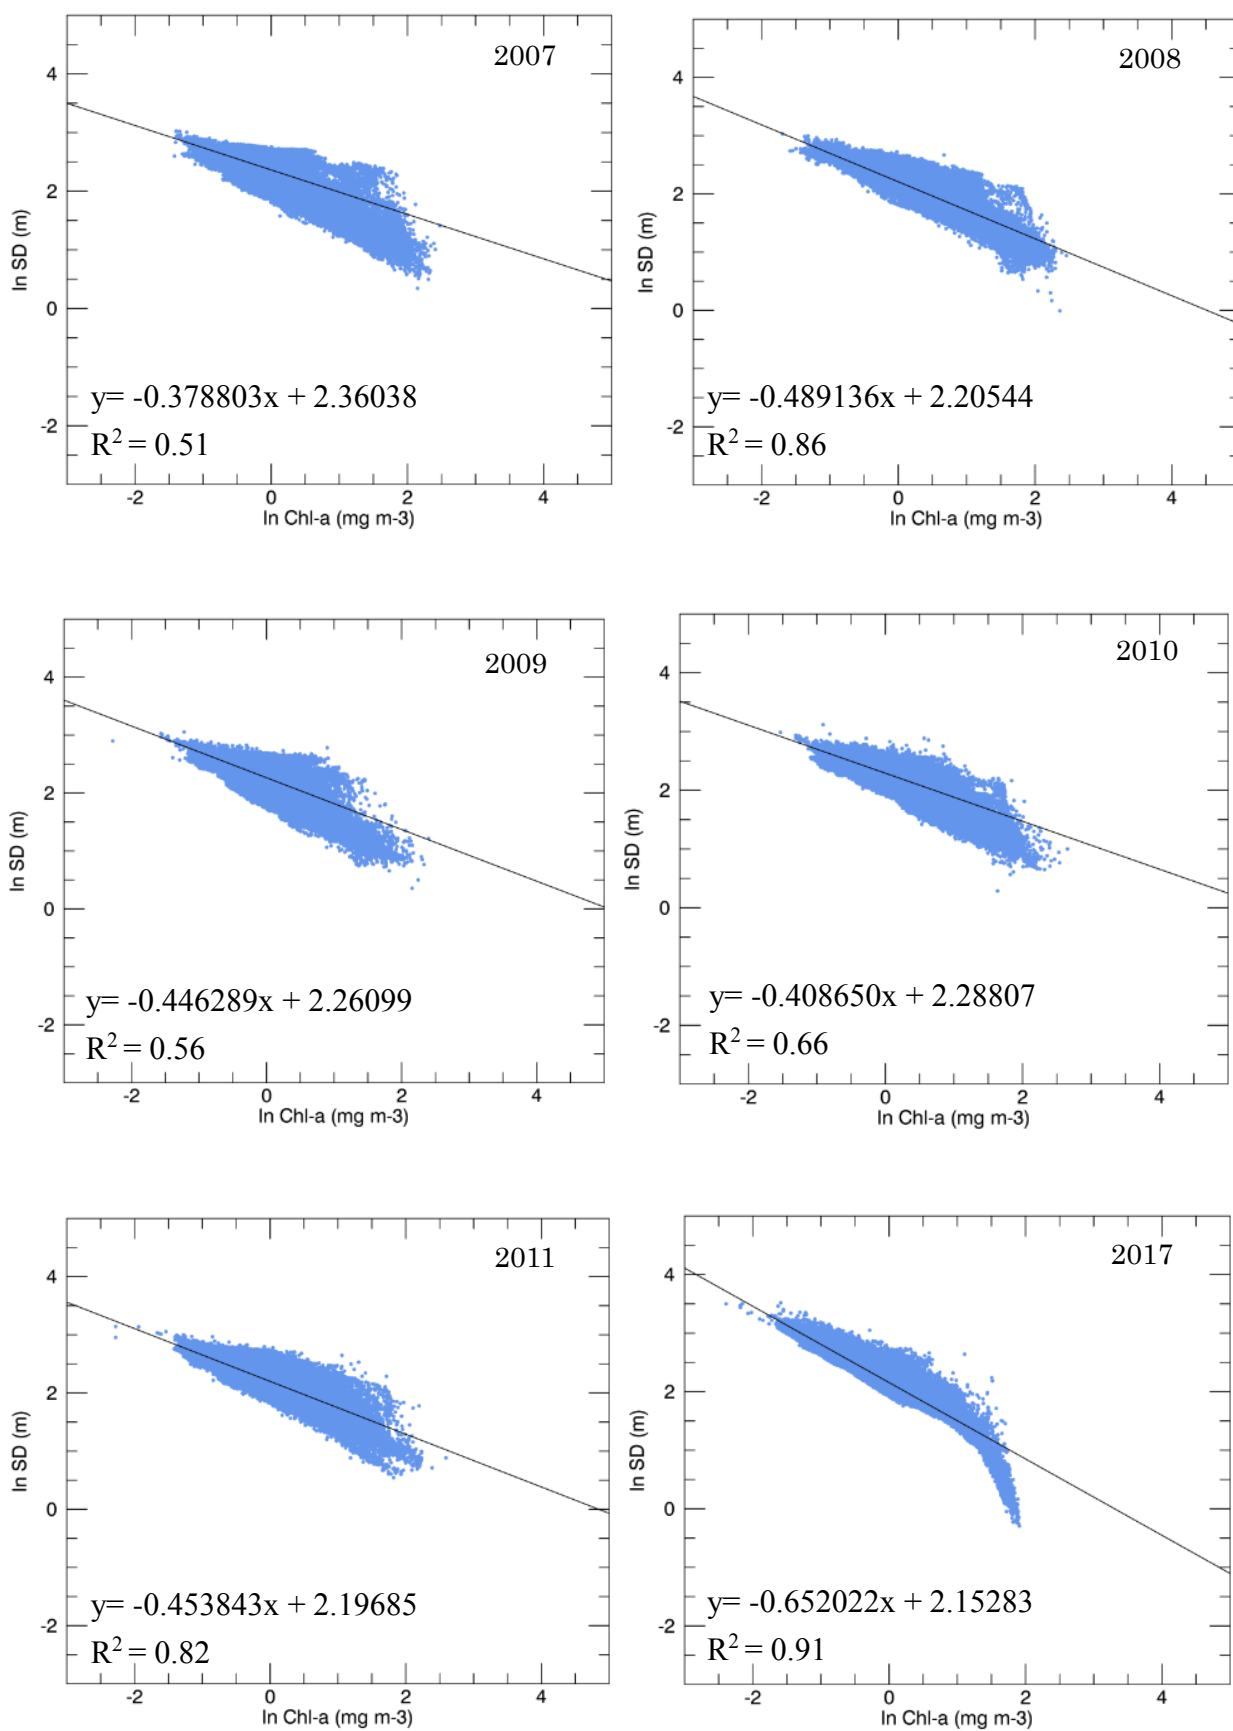 2007
4
2
0
-2
ln SD (m)
y= -0.378803x + 2.36038
R² = 0.51
-2 0 2 4
ln Chl-a (mg m-3)
2008
4
2
0
-2
ln SD (m)
y= -0.489136x + 2.20544
R² = 0.86
-2 0 2 4
ln Chl-a (mg m-3)
2009
4
2
0
-2
ln SD (m)
y= -0.446289x + 2.26099
R² = 0.56
-2 0 2 4
ln Chl-a (mg m-3)
2010
4
2
0
-2
ln SD (m)
y= -0.408650x + 2.28807
R² = 0.66
-2 0 2 4
ln Chl-a (mg m-3)
2011
4
2
0
-2
ln SD (m)
y= -0.453843x + 2.19685
R² = 0.82
-2 0 2 4
ln Chl-a (mg m-3)
2017
4
2
0
-2
ln SD (m)
y= -0.652022x + 2.15283
R² = 0.91
-2 0 2 4
ln Chl-a (mg m-3)